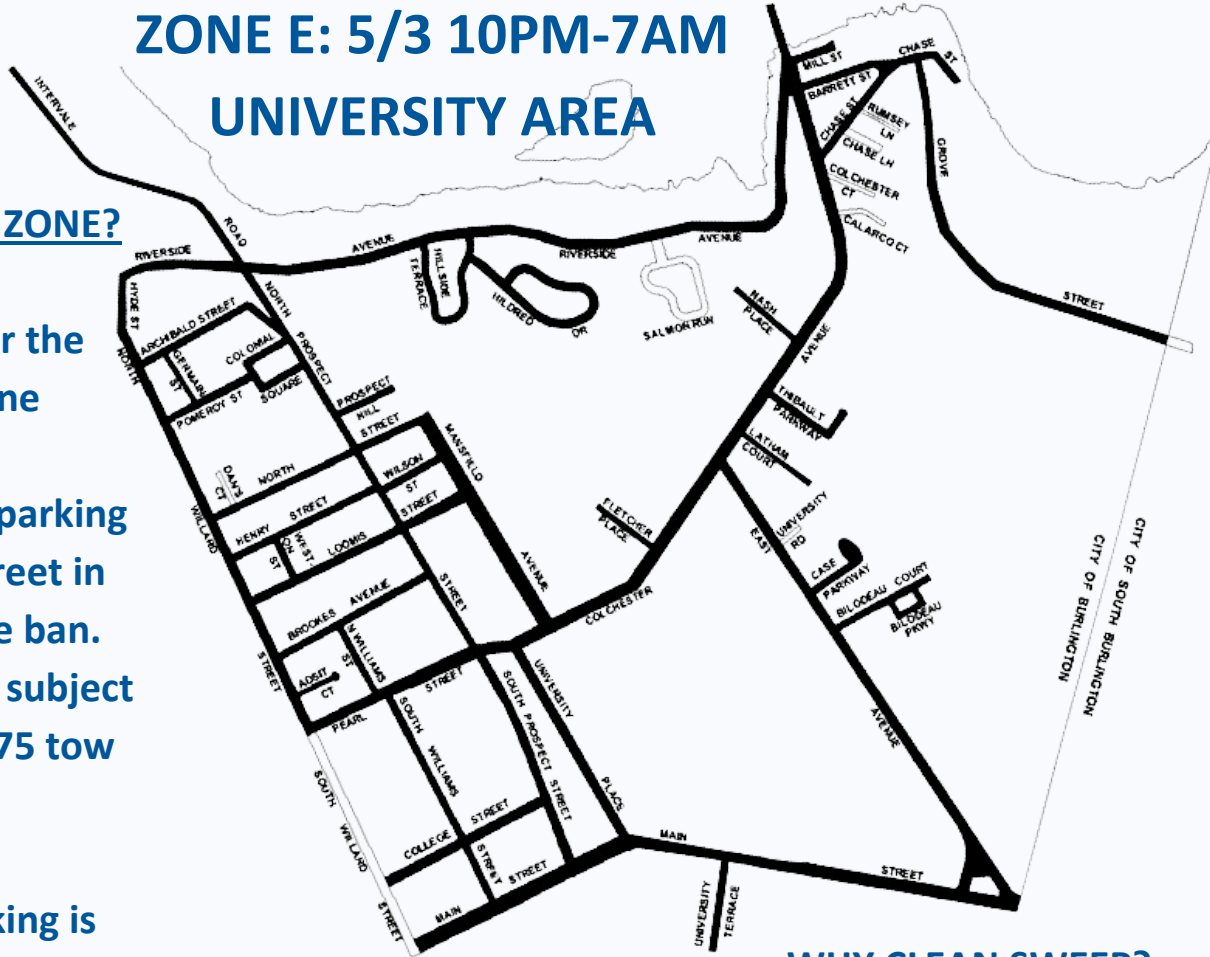 ZONE E: 5/3 10PM-7AM
UNIVERSITY AREA
ZONE?
r the
ne
parking
reet in
e ban.
subject
75 tow
king is
WHY CLEAN SWEEP?
INTERVALE
ROAD
RIVERSIDE
AVENUE
RIVERSIDE
AVENUE
HYDE ST
ARCHIBALD STREET
GERMAIN
ST
COLONIAL
SQUARE
POMEROY ST
NORTH
PROSPECT
STREET
PROSPECT
HILL
HILLSIDE
TERRACE
HILDRED
DR
SALMON RUN
MILL ST
BARRETT ST
CHASE
ST
CHASE ST
RUMSEY
LN
CHASE LN
COLCHESTER
CT
CALARCO CT
GROVE
STREET
NASH
PLACE
AVENUE
THIBAULT
PARKWAY
LATHAM
COURT
FLETCHER
PLACE
UNIVERSITY
RD
CASE
PARKWAY
BILODEAU COURT
BILODEAU
PKWY
EAST
AVENUE
CITY OF SOUTH BURLINGTON
CITY OF BURLINGTON
NORTH
WILLARD
STREET
DAN'S
CT
NORTH
STREET
MANSFIELD
AVENUE
WILSON
ST
HENRY
STREET
WEST-
ON
ST
LOOMIS
STREET
BROOKES
AVENUE
N WILLIAMS
ST
ADSIT
CT
PEARL
STREET
COLCHESTER
UNIVERSITY
PLACE
SOUTH PROSPECT STREET
SOUTH
WILLIAMS
STREET
SOUTH
WILLARD
STREET
COLLEGE
STREET
MAIN
STREET
MAIN
STREET
UNIVERSITY
TERRACE